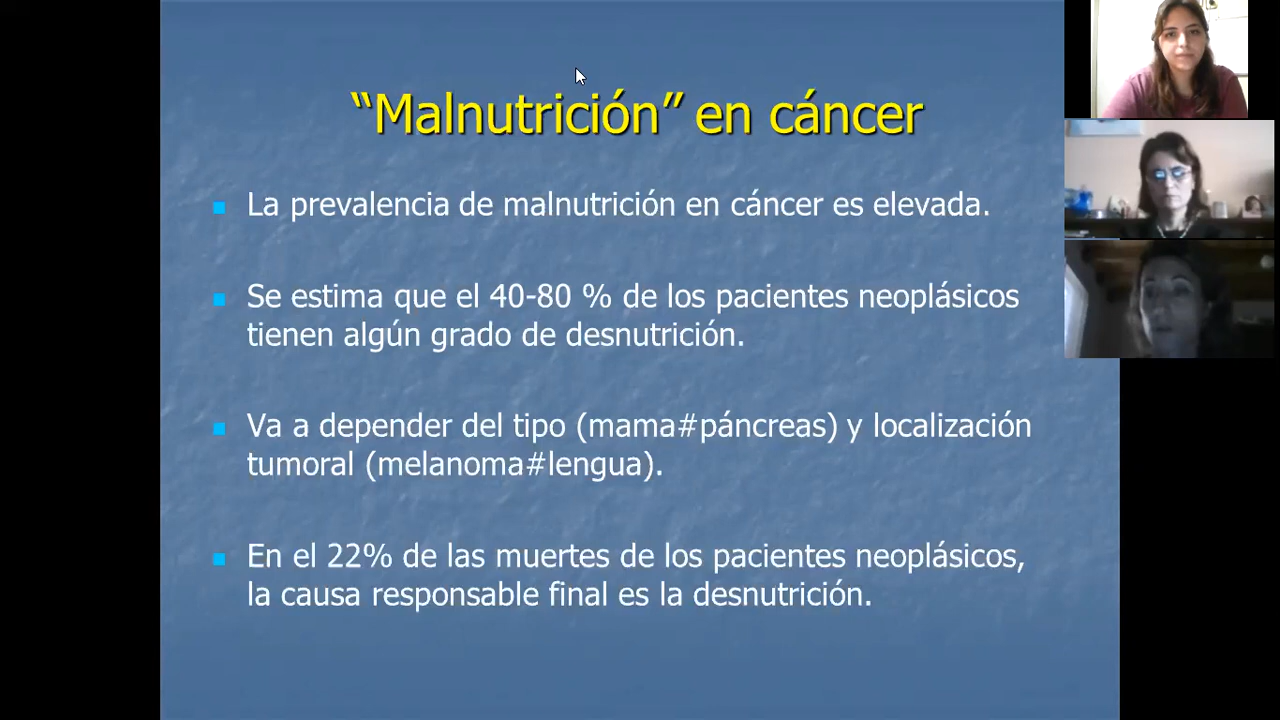 “Malnutrición” en cáncer
La prevalencia de malnutrición en cáncer es elevada.
Se estima que el 40-80 % de los pacientes neoplásicos
tienen algún grado de desnutrición.
Va a depender del tipo (mama#páncreas) y localización
tumoral (melanoma#lengua).
En el 22% de las muertes de los pacientes neoplásicos,
la causa responsable final es la desnutrición.